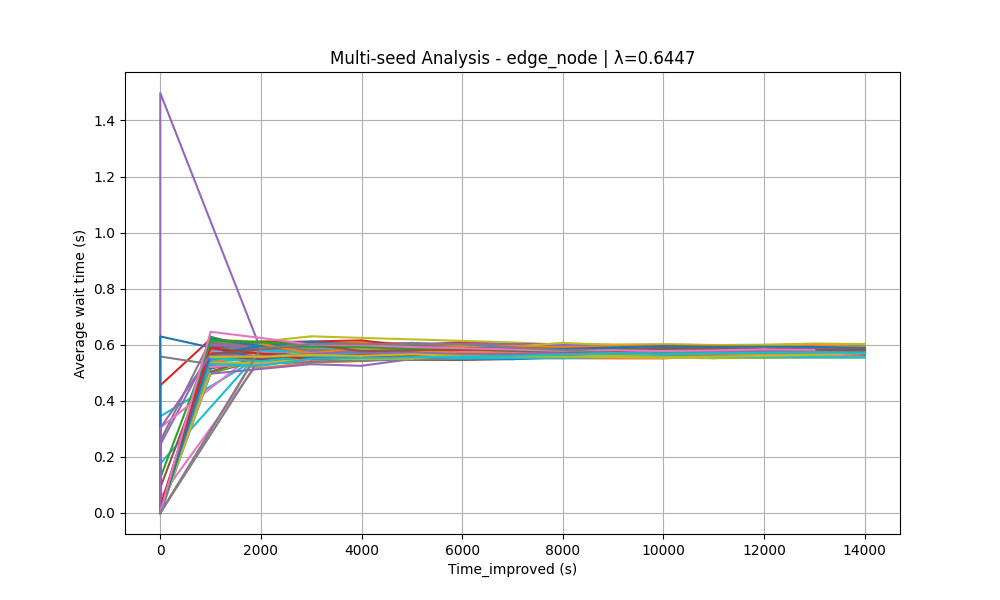 Multi-seed Analysis - edge_node | λ=0.6447
Average wait time (s)
1.4
1.2
1.0
0.8
0.6
0.4
0.2
0.0
0 2000 4000 6000 8000 10000 12000 14000
Time_improved (s)